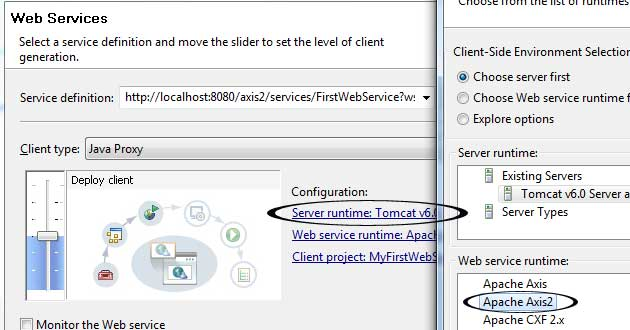 Web Services
Select a service definition and move the slider to set the level of client
generation.
Service definition: http://localhost:8080/axis2/services/FirstWebService?ws
Client type: Java Proxy
Deploy client
Configuration:
Server runtime: Tomcat v6.0
Web service runtime: Apac
Client project: MyFirstWebS
Monitor the Web service
Choose from the list of runtimes
Client-Side Environment Selection
Choose server first
Choose Web service runtime f
Explore options
Server runtime:
Existing Servers
Tomcat v6.0 Server a
Server Types
Web service runtime:
Apache Axis
Apache Axis2
Apache CXF 2.x